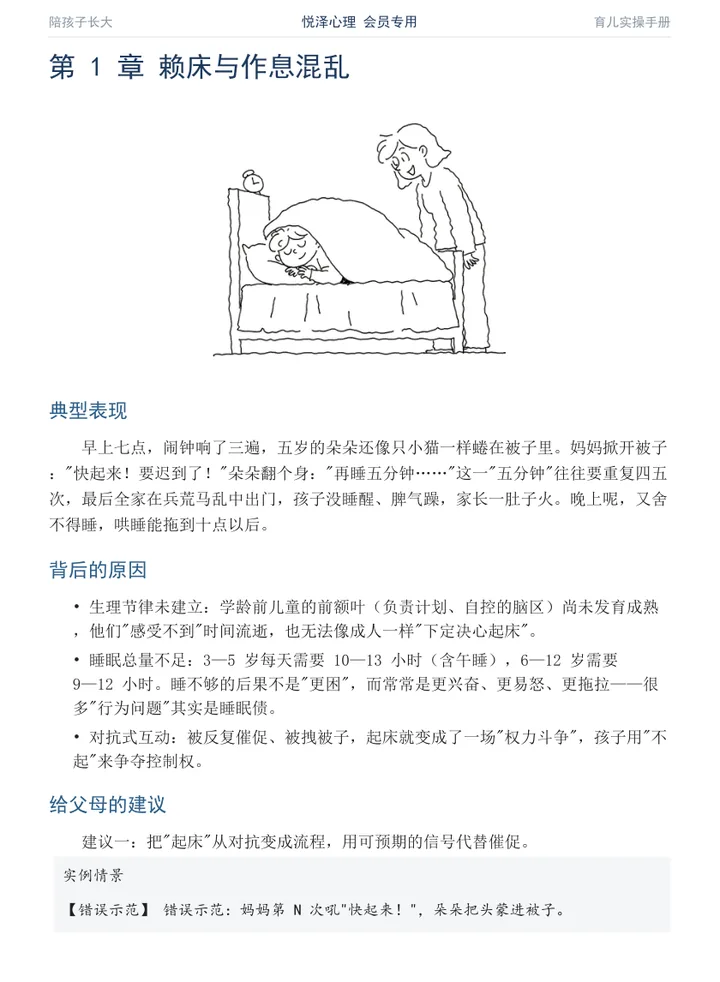 陪孩子长大 悦泽心理 会员专用 育儿实操手册
第 1 章 赖床与作息混乱
典型表现
早上七点，闹钟响了三遍，五岁的朵朵还像只小猫一样蜷在被子里。妈妈掀开被子
："快起来！要迟到了！"朵朵翻个身："再睡五分钟……"这一"五分钟"往往要重复四五
次，最后全家在兵荒马乱中出门，孩子没睡醒、脾气躁，家长一肚子火。晚上呢，又舍
不得睡，哄睡能拖到十点以后。
背后的原因
• 生理节律未建立：学龄前儿童的前额叶（负责计划、自控的脑区）尚未发育成熟
，他们"感受不到"时间流逝，也无法像成人一样"下定决心起床"。
• 睡眠总量不足：3—5 岁每天需要 10—13 小时（含午睡），6—12 岁需要
9—12 小时。睡不够的后果不是"更困"，而常常是更兴奋、更易怒、更拖拉——很
多"行为问题"其实是睡眠债。
• 对抗式互动：被反复催促、被拽被子，起床就变成了一场"权力斗争"，孩子用"不
起"来争夺控制权。
给父母的建议
建议一：把"起床"从对抗变成流程，用可预期的信号代替催促。
实例情景
【错误示范】 错误示范：妈妈第 N 次吼"快起来！"，朵朵把头蒙进被子。